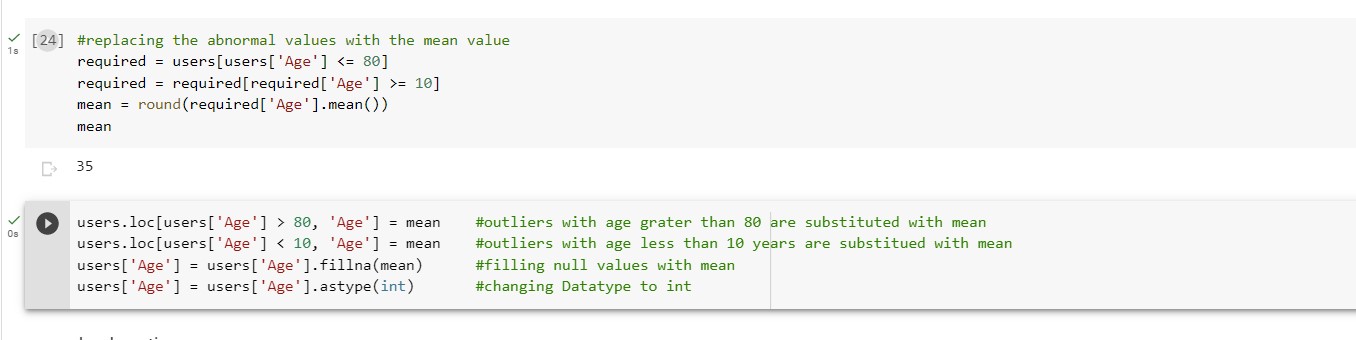 [24] #replacing the abnormal values with the mean value
1s
required = users[users['Age'] <= 80]
required = required[required['Age'] >= 10]
mean = round(required['Age'].mean())
mean
35
users.loc[users['Age'] > 80, 'Age'] = mean    #outliers with age grater than 80 are substituted with mean
0s
users.loc[users['Age'] < 10, 'Age'] = mean    #outliers with age less than 10 years are substitued with mean
users['Age'] = users['Age'].fillna(mean)      #filling null values with mean
users['Age'] = users['Age'].astype(int)       #changing Datatype to int